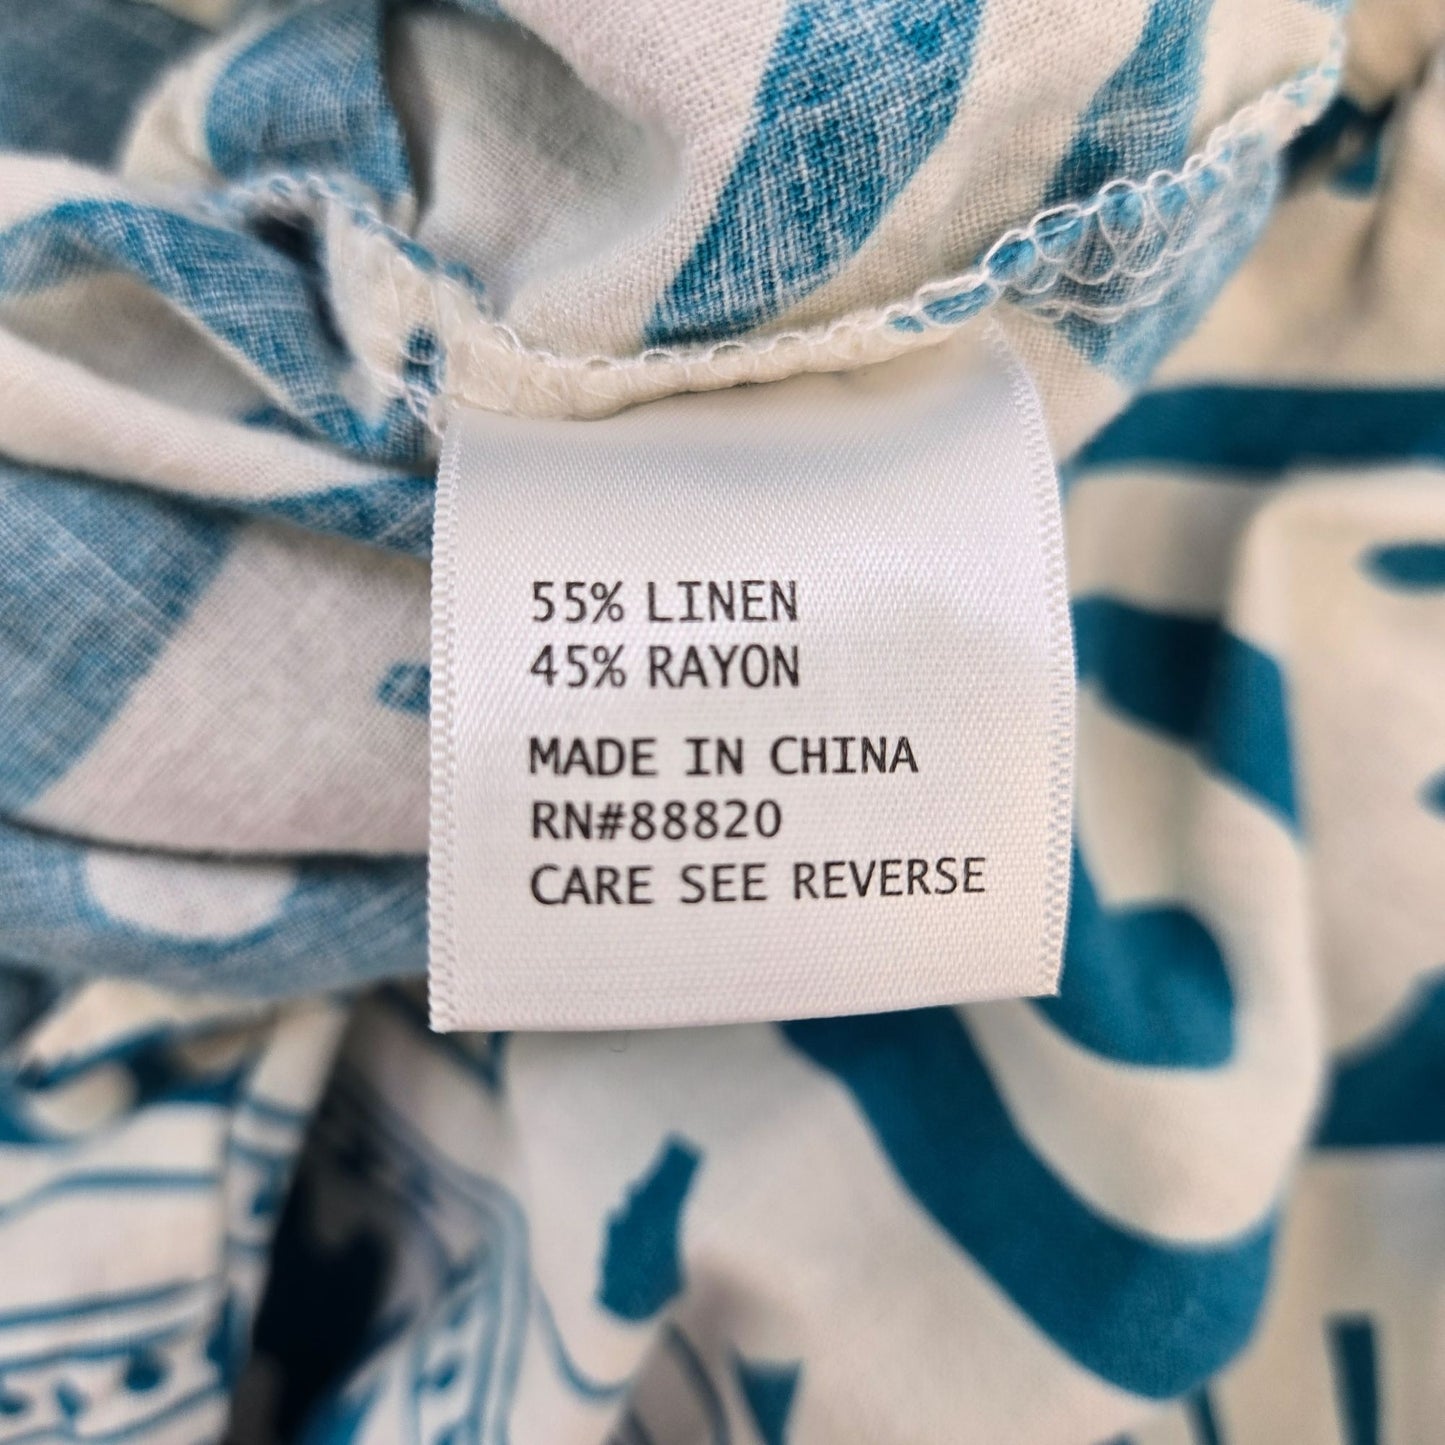 55% LINEN
45% RAYON
MADE IN CHINA
RN#88820
CARE SEE REVERSE